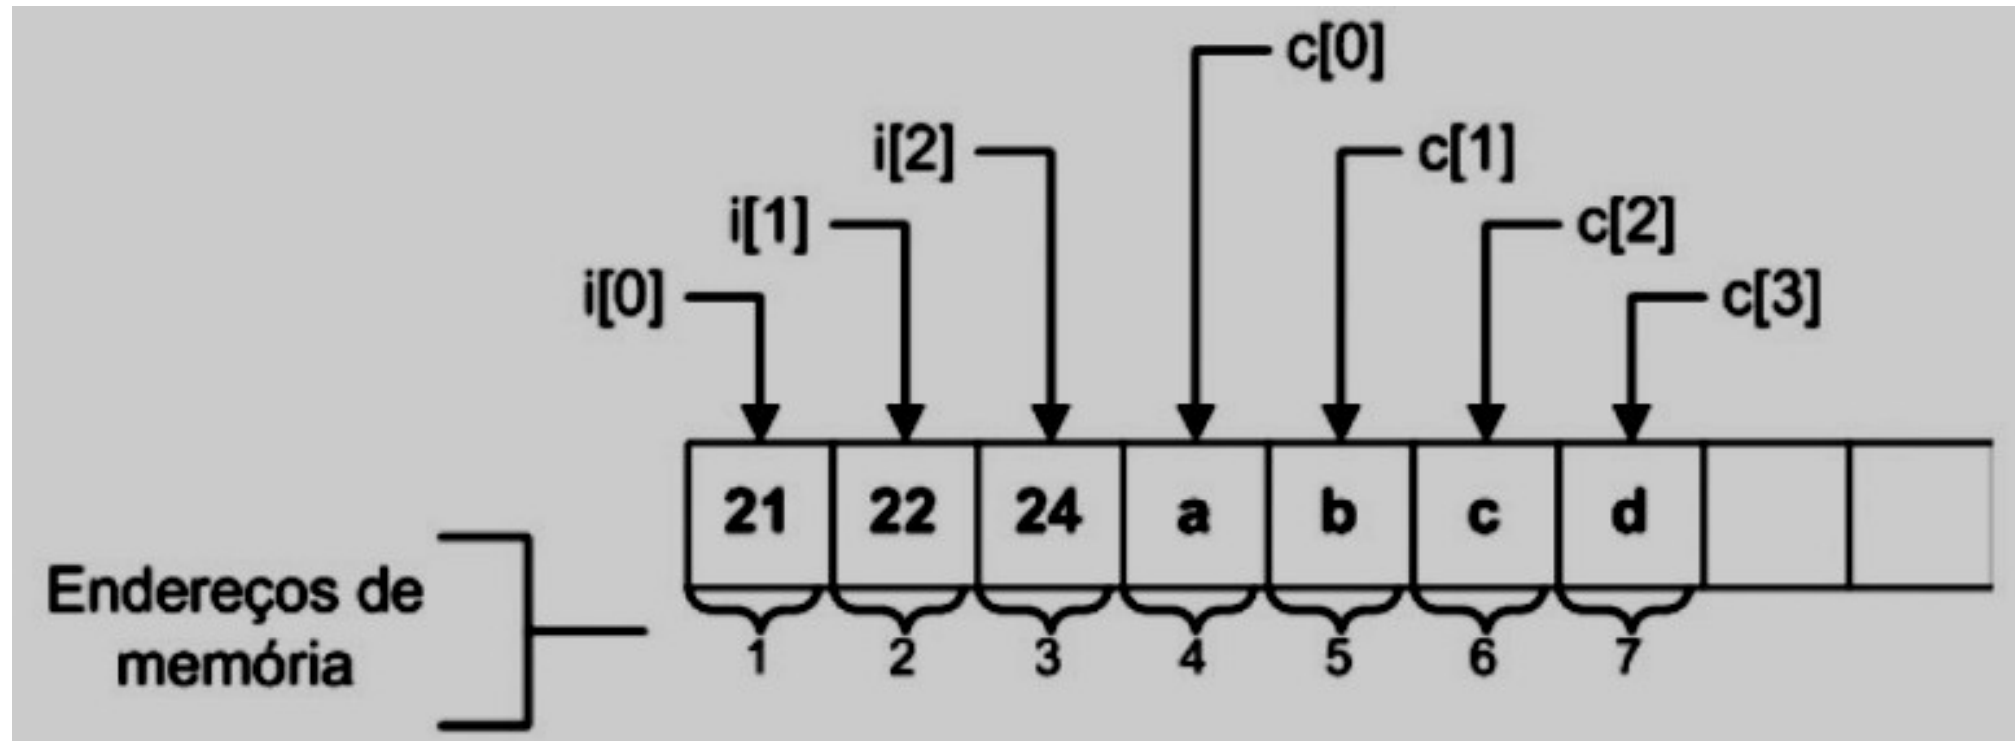 c[0]
i[2] c[1]
i[1] c[2]
i[0] c[3]
21 22 24 a b c d
Endereços de
memória
1 2 3 4 5 6 7